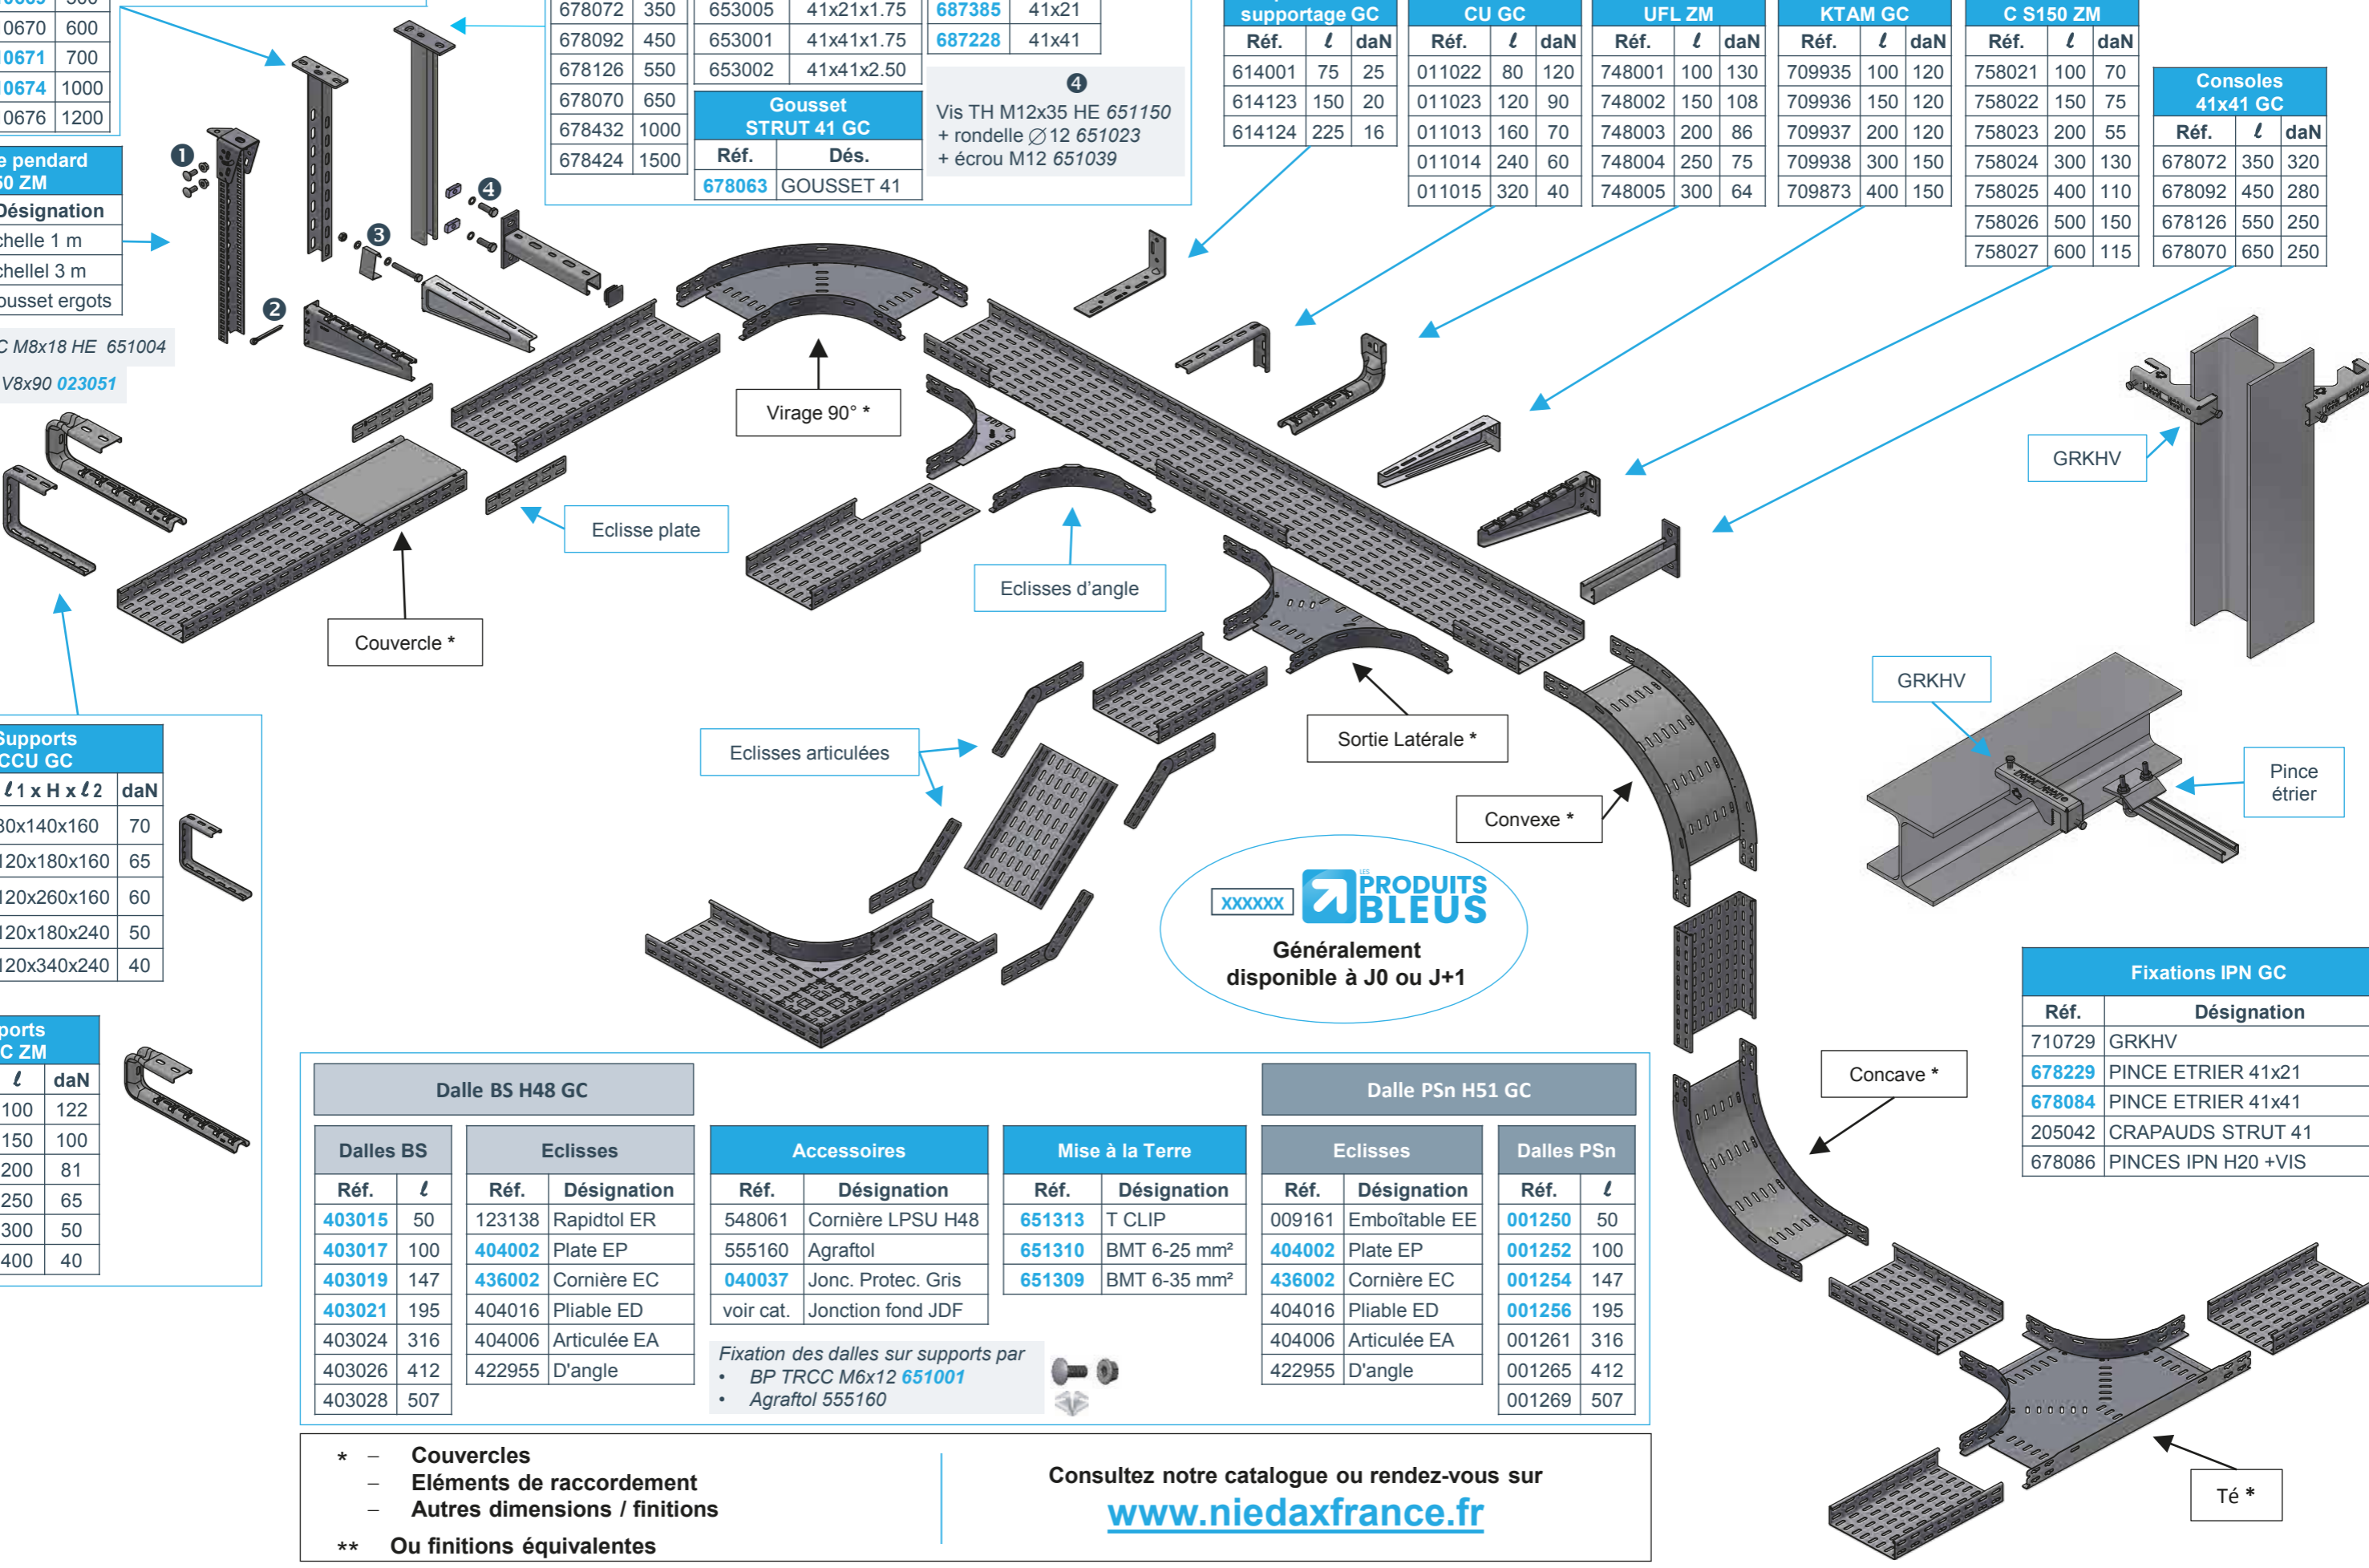 0670 600
0671 700
0674 1000
0676 1200
e pendard
50 ZM
Désignation
chelle 1 m
chellel 3 m
ousset ergots
C M8x18 HE 651004
V8x90 023051
678072 350
678092 450
678126 550
678070 650
678432 1000
678424 1500
653005 41x21x1.75
653001 41x41x1.75
653002 41x41x2.50
687385 41x21
687228 41x41
Gousset
STRUT 41 GC
Réf. Dés.
678063 GOUSSET 41
4
Vis TH M12x35 HE 651150
+ rondelle ∅12 651023
+ écrou M12 651039
supportage GC
Réf. ℓ daN
614001 75 25
614123 150 20
614124 225 16
CU GC
Réf. ℓ daN
011022 80 120
011023 120 90
011013 160 70
011014 240 60
011015 320 40
UFL ZM
Réf. ℓ daN
748001 100 130
748002 150 108
748003 200 86
748004 250 75
748005 300 64
KTAM GC
Réf. ℓ daN
709935 100 120
709936 150 120
709937 200 120
709938 300 150
709873 400 150
C S150 ZM
Réf. ℓ daN
758021 100 70
758022 150 75
758023 200 55
758024 300 130
758025 400 110
758026 500 150
758027 600 115
Consoles
41x41 GC
Réf. ℓ daN
678072 350 320
678092 450 280
678126 550 250
678070 650 250
1
2
3
4
Virage 90° *
Eclisse plate
Eclisses d'angle
Couvercle *
GRKHV
GRKHV
Pince
étrier
Eclisses articulées
Sortie Latérale *
Convexe *
Concave *
Té *
Supports
CCU GC
ℓ1 x H x ℓ2 daN
80x140x160 70
120x180x160 65
120x260x160 60
120x180x240 50
120x340x240 40
ports
C ZM
ℓ daN
100 122
150 100
200 81
250 65
300 50
400 40
xxxxxx
LES
PRODUITS
BLEUS
Généralement
disponible à J0 ou J+1
Fixations IPN GC
Réf. Désignation
710729 GRKHV
678229 PINCE ETRIER 41x21
678084 PINCE ETRIER 41x41
205042 CRAPAUDS STRUT 41
678086 PINCES IPN H20 +VIS
Dalle BS H48 GC
Dalles BS
Réf. ℓ
403015 50
403017 100
403019 147
403021 195
403024 316
403026 412
403028 507
Eclisses
Réf. Désignation
123138 Rapidtol ER
404002 Plate EP
436002 Cornière EC
404016 Pliable ED
404006 Articulée EA
422955 D'angle
Accessoires
Réf. Désignation
548061 Cornière LPSU H48
555160 Agraftol
040037 Jonc. Protec. Gris
voir cat. Jonction fond JDF
Fixation des dalles sur supports par
• BP TRCC M6x12 651001
• Agraftol 555160
Mise à la Terre
Réf. Désignation
651313 T CLIP
651310 BMT 6-25 mm²
651309 BMT 6-35 mm²
Dalle PSn H51 GC
Eclisses
Réf. Désignation
009161 Emboîtable EE
404002 Plate EP
436002 Cornière EC
404016 Pliable ED
404006 Articulée EA
422955 D'angle
Dalles PSn
Réf. ℓ
001250 50
001252 100
001254 147
001256 195
001261 316
001265 412
001269 507
* – Couvercles
– Eléments de raccordement
– Autres dimensions / finitions
** Ou finitions équivalentes
Consultez notre catalogue ou rendez-vous sur
www.niedaxfrance.fr